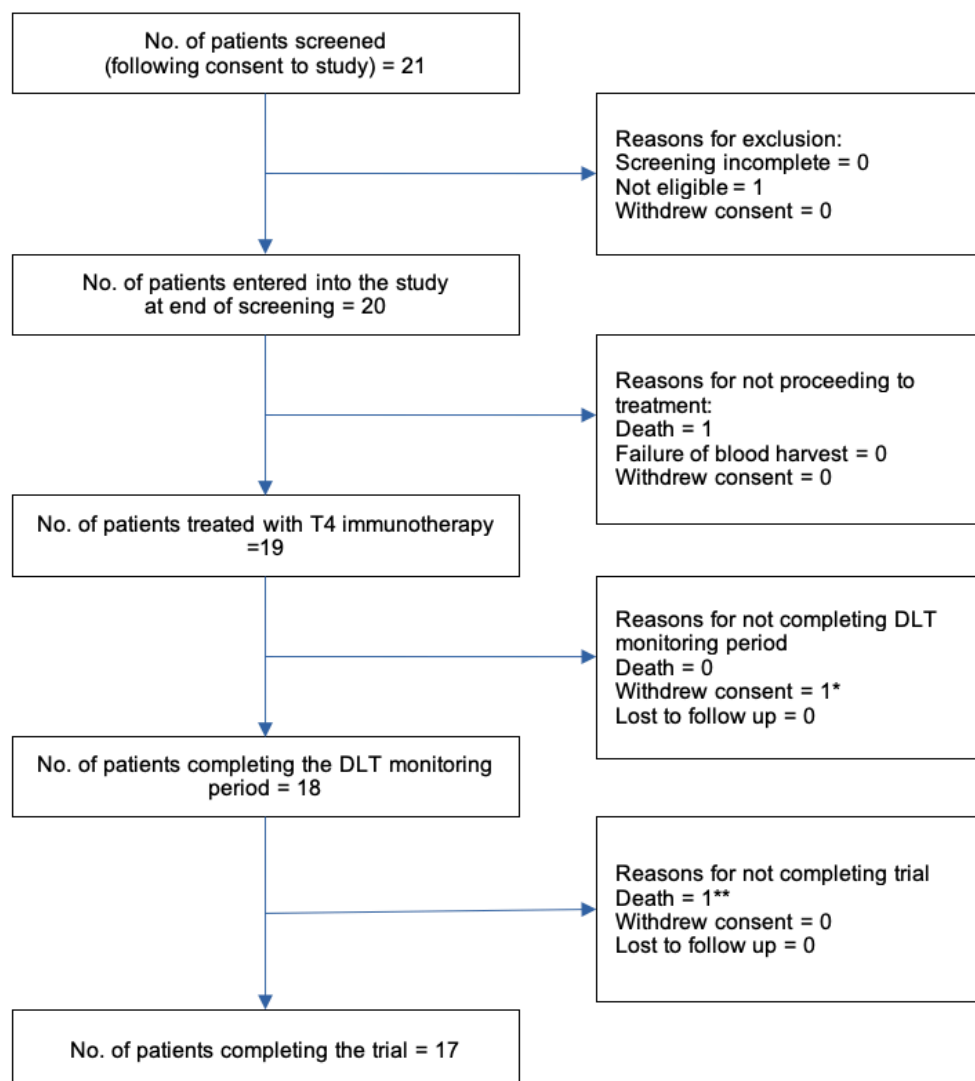 No. of patients screened
(following consent to study) = 21
Reasons for exclusion:
Screening incomplete = 0
Not eligible = 1
Withdrew consent = 0
No. of patients entered into the study
at end of screening = 20
Reasons for not proceeding to
treatment:
Death = 1
Failure of blood harvest = 0
Withdrew consent = 0
No. of patients treated with T4 immunotherapy
=19
Reasons for not completing DLT
monitoring period
Death = 0
Withdrew consent = 1*
Lost to follow up = 0
No. of patients completing the DLT monitoring
period = 18
Reasons for not completing trial
Death = 1**
Withdrew consent = 0
Lost to follow up = 0
No. of patients completing the trial = 17